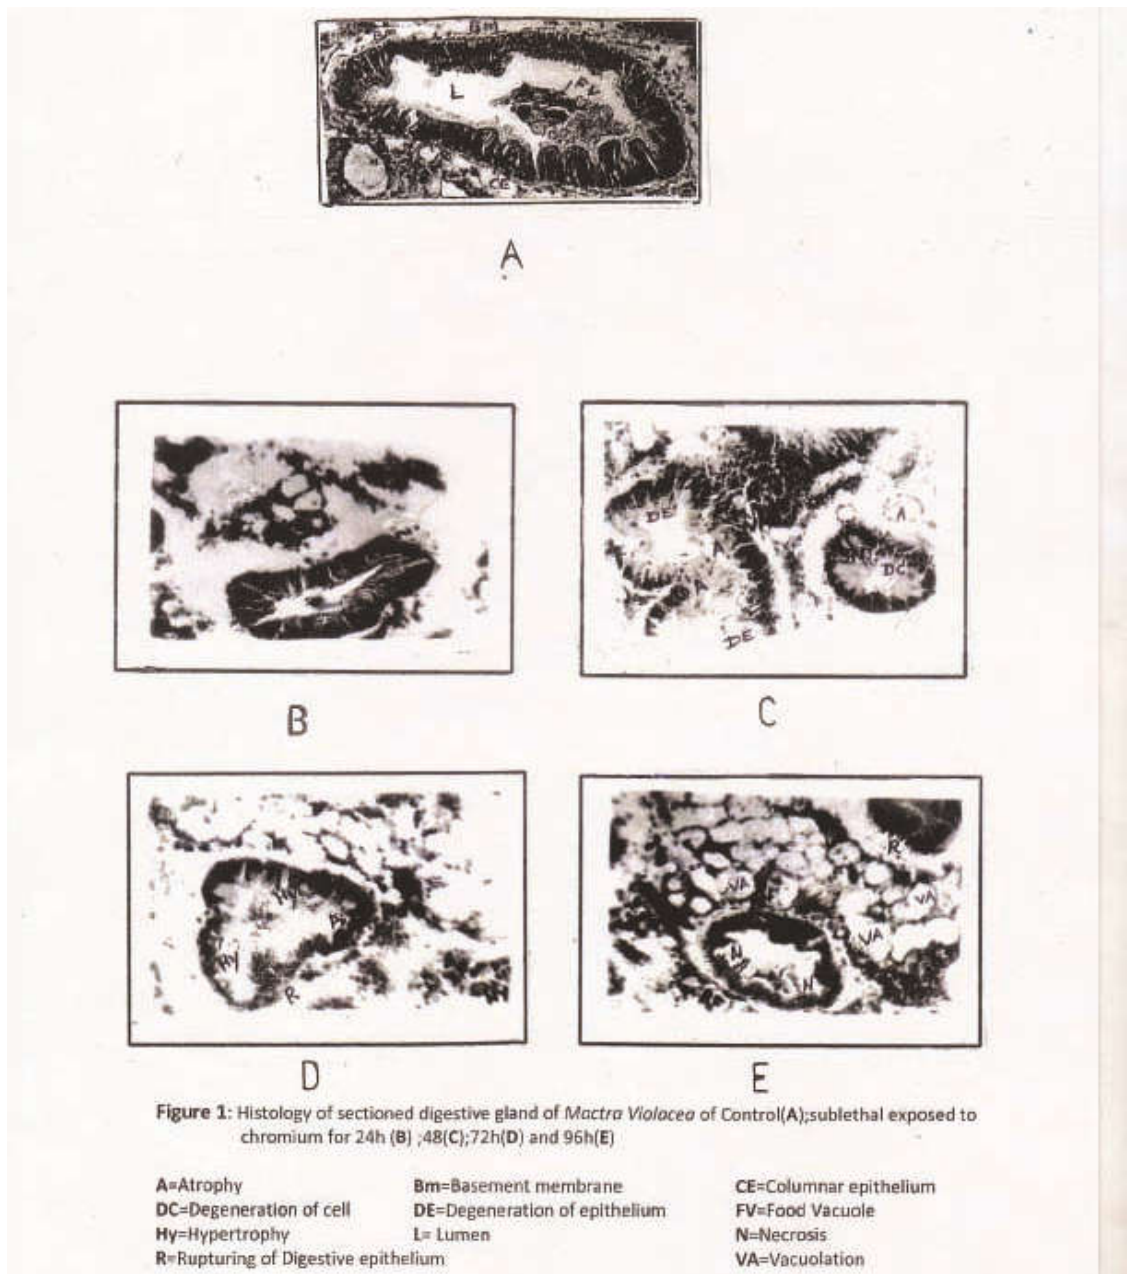 Bm
L
CE
A
DE
A
DC
DE
B
C
Hy
Hy
R
R
VA
VA
VA
N
N
D
E
Figure 1: Histology of sectioned digestive gland of Mactra Violacea of Control(A);sublethal exposed to
chromium for 24h (B) ;48(C);72h(D) and 96h(E)
A=Atrophy Bm=Basement membrane CE=Columnar epithelium
DC=Degeneration of cell DE=Degeneration of epithelium FV=Food Vacuole
Hy=Hypertrophy L= Lumen N=Necrosis
R=Rupturing of Digestive epithelium VA=Vacuolation